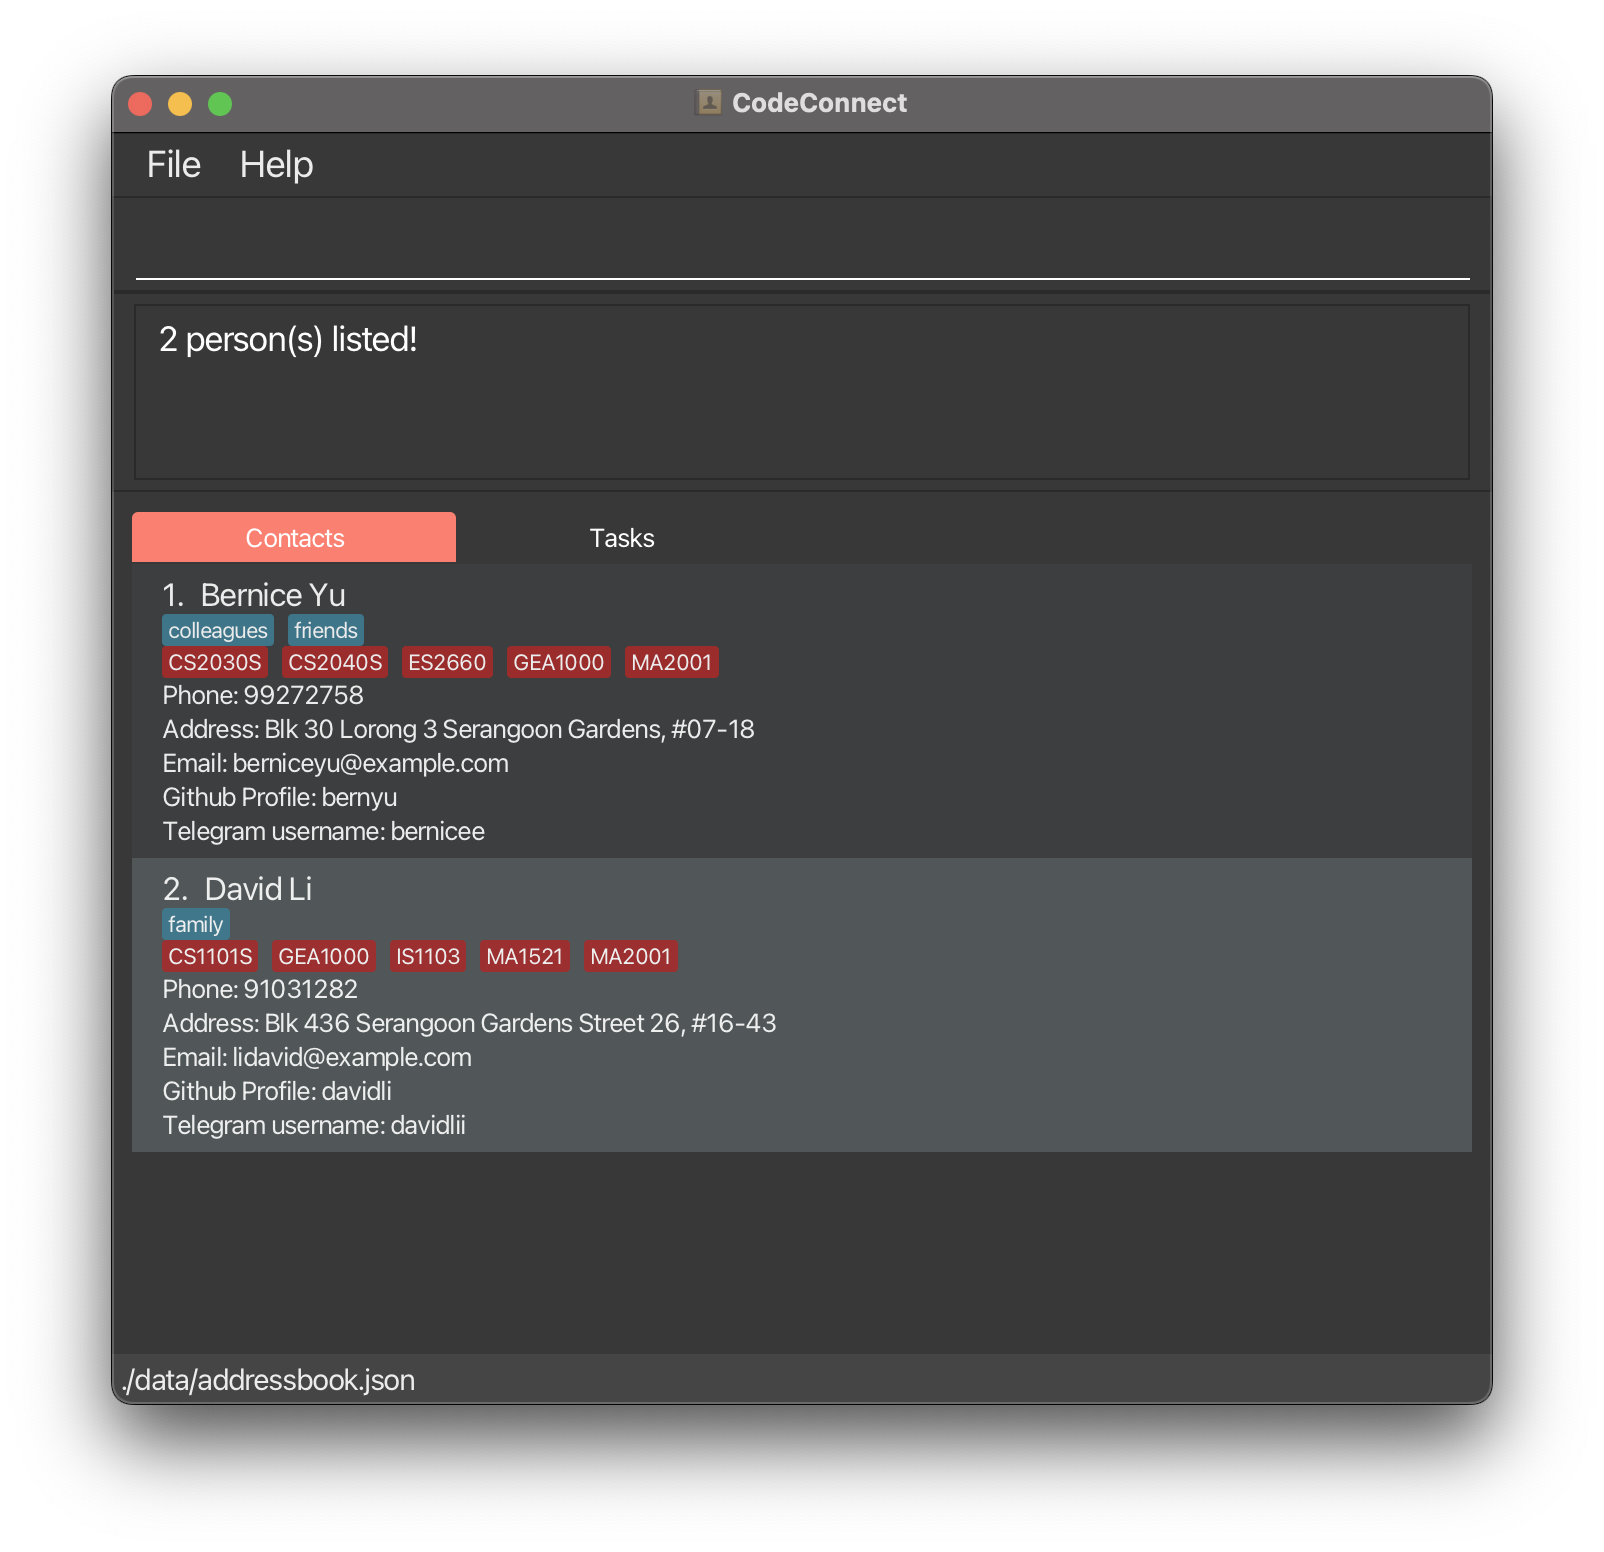 CodeConnect
File Help
2 person(s) listed!
Contacts Tasks
1. Bernice Yu
colleagues friends
CS2030S CS2040S ES2660 GEA1000 MA2001
Phone: 99272758
Address: Blk 30 Lorong 3 Serangoon Gardens, #07-18
Email: berniceyu@example.com
Github Profile: bernyu
Telegram username: bernicee
2. David Li
family
CS1101S GEA1000 IS1103 MA1521 MA2001
Phone: 91031282
Address: Blk 436 Serangoon Gardens Street 26, #16-43
Email: lidavid@example.com
Github Profile: davidli
Telegram username: davidlii
./data/addressbook.json